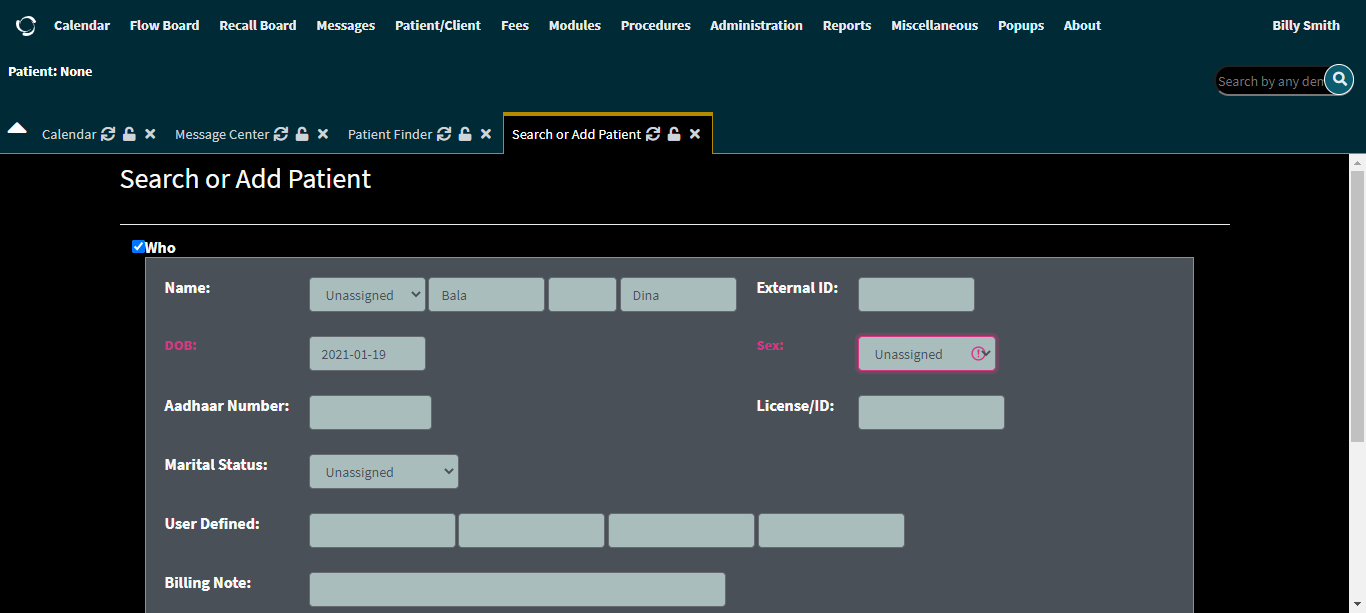 Calendar Flow Board Recall Board Messages Patient/Client Fees Modules Procedures Administration Reports Miscellaneous Popups About Billy Smith
Patient: None
Search by any den
Calendar Message Center Patient Finder Search or Add Patient
Search or Add Patient
Who
Name: Unassigned Bala Dina External ID:
DOB: 2021-01-19 Sex: Unassigned
Aadhaar Number: License/ID:
Marital Status: Unassigned
User Defined:
Billing Note: